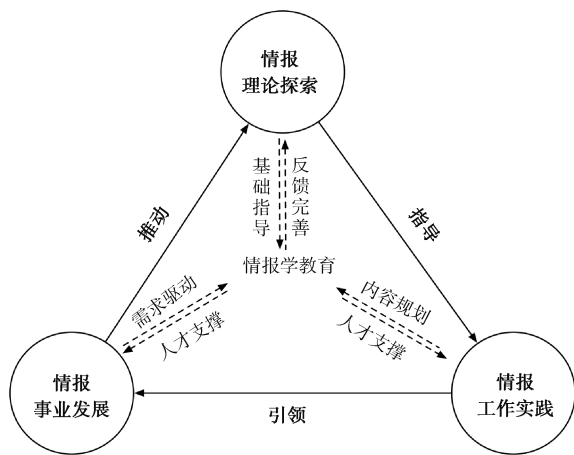 情报
理论探索
基础指导
反馈完善
推动
指导
情报学教育
需求驱动
人才支撑
内容规划
人才支撑
情报
事业发展
引领
情报
工作实践